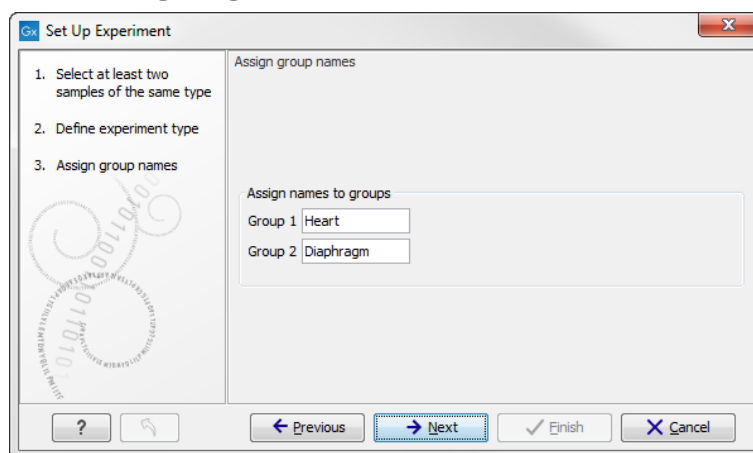 Gx Set Up Experiment
1. Select at least two
samples of the same type
2. Define experiment type
3. Assign group names
Assign group names
Assign names to groups
Group 1 Heart
Group 2 Diaphragm
? Previous Next Finish Cancel